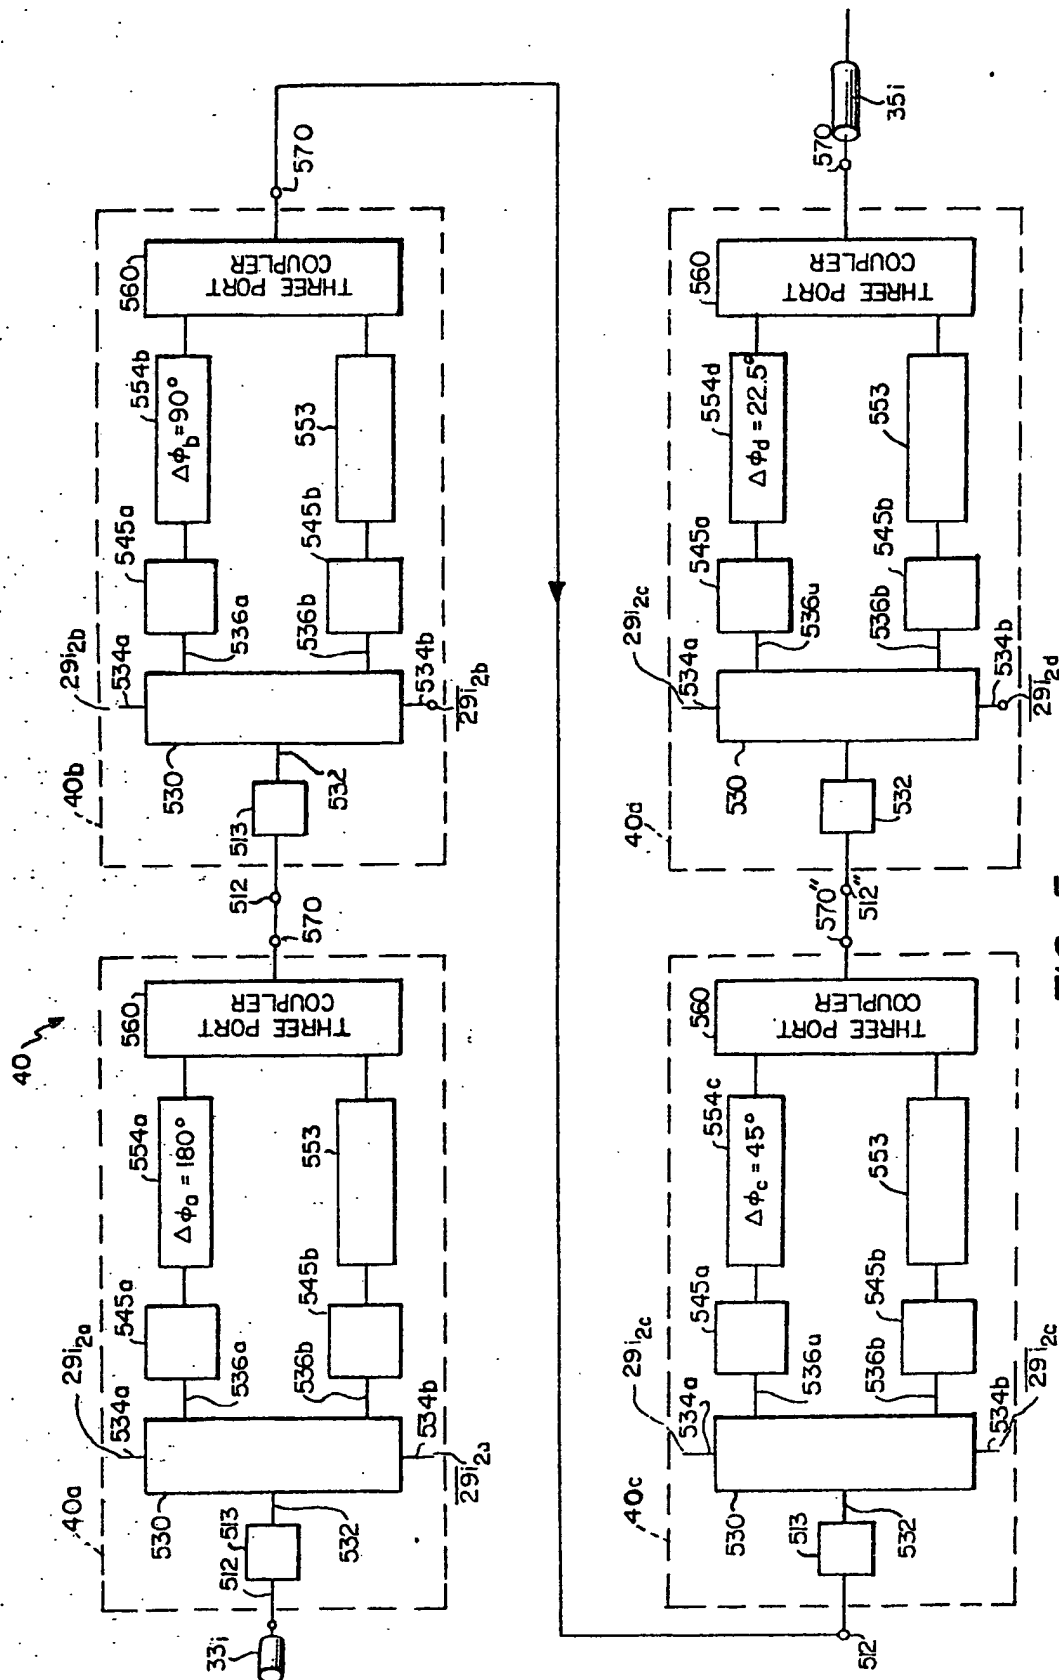 40
33i
512
513
40a
530
532
29i2a
534a
534b
29i2a
536a
536b
545a
545b
554a
Δϕa = 180°
553
560
THREE PORT
COUPLER
570
512
513
40b
530
532
29i2b
534a
534b
29i2b
536a
536b
545a
545b
554b
Δϕb = 90°
553
560
THREE PORT
COUPLER
570
512
513
40c
530
532
29i2c
534a
534b
29i2c
536a
536b
545a
545b
554c
Δϕc = 45°
553
560
THREE PORT
COUPLER
570"
512"
40d
530
532
29i2c
534a
534b
29i2d
536a
536b
545a
545b
554d
Δϕd = 22.5°
553
560
THREE PORT
COUPLER
570
35i